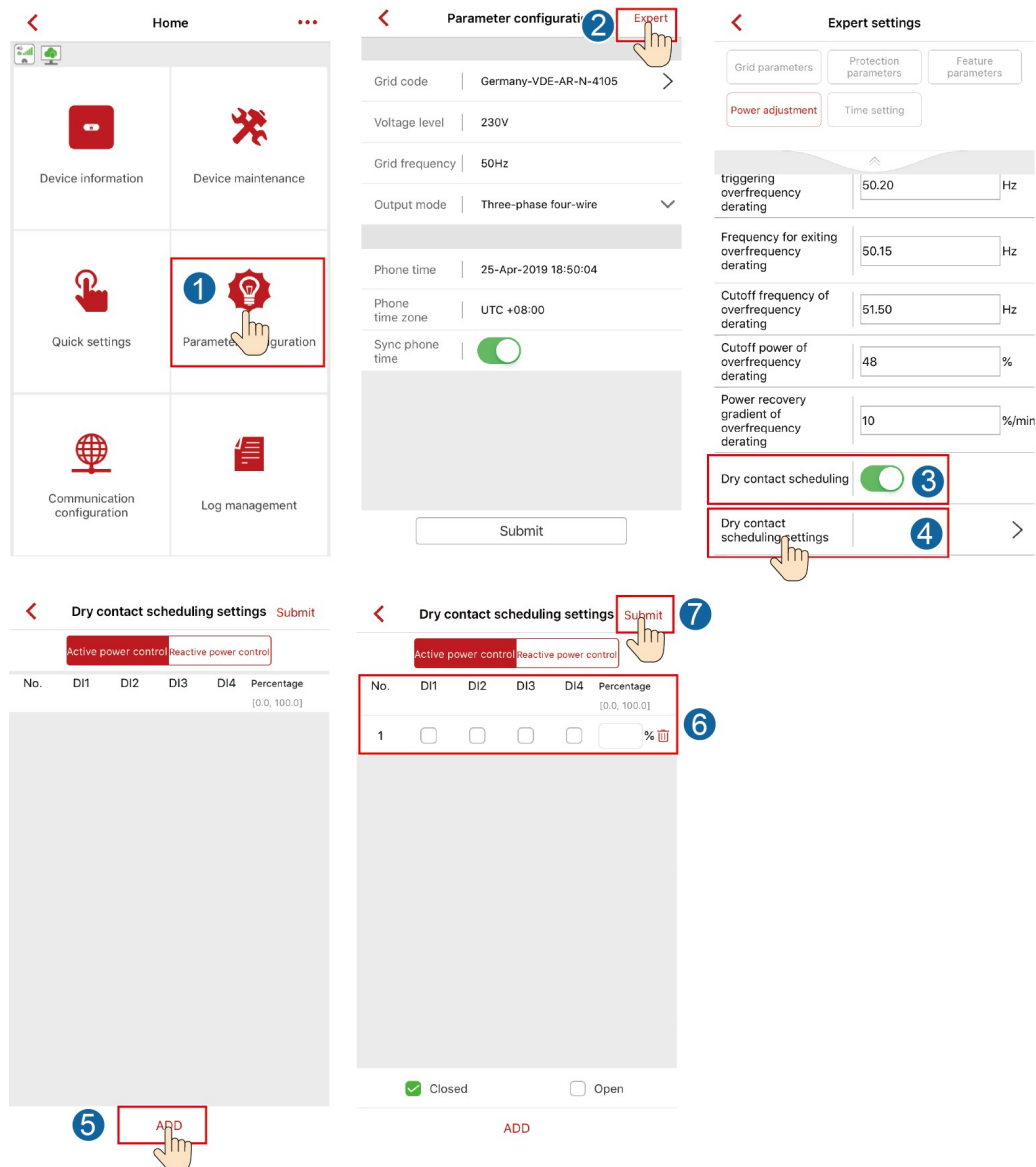 Home
4G
Device information
Device maintenance
1
Quick settings
Parameter configuration
Communication
configuration
Log management
Parameter configurati
2
Expert
Grid code
Germany-VDE-AR-N-4105
Voltage level
230V
Grid frequency
50Hz
Output mode
Three-phase four-wire
Phone time
25-Apr-2019 18:50:04
Phone
time zone
UTC +08:00
Sync phone
time
Submit
Expert settings
Grid parameters
Protection
parameters
Feature
parameters
Power adjustment
Time setting
triggering
overfrequency
derating
50.20
Hz
Frequency for exiting
overfrequency
derating
50.15
Hz
Cutoff frequency of
overfrequency
derating
51.50
Hz
Cutoff power of
overfrequency
derating
48
%
Power recovery
gradient of
overfrequency
derating
10
%/min
Dry contact scheduling
3
Dry contact
scheduling settings
4
Dry contact scheduling settings Submit
Active power control Reactive power control
No. DI1 DI2 DI3 DI4 Percentage
[0.0, 100.0]
5
ADD
Dry contact scheduling settings Submit
7
Active power control Reactive power control
No. DI1 DI2 DI3 DI4 Percentage
[0.0, 100.0]
6
1 %
Closed Open
ADD